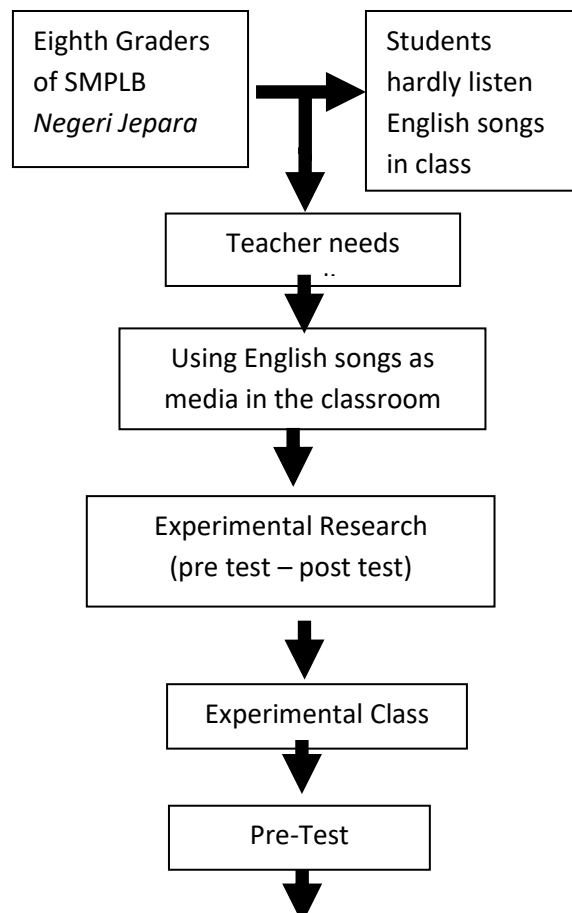 Eighth Graders
of SMPLB
Negeri Jepara
Students
hardly listen
English songs
in class
Teacher needs
Using English songs as
media in the classroom
Experimental Research
(pre test – post test)
Experimental Class
Pre-Test